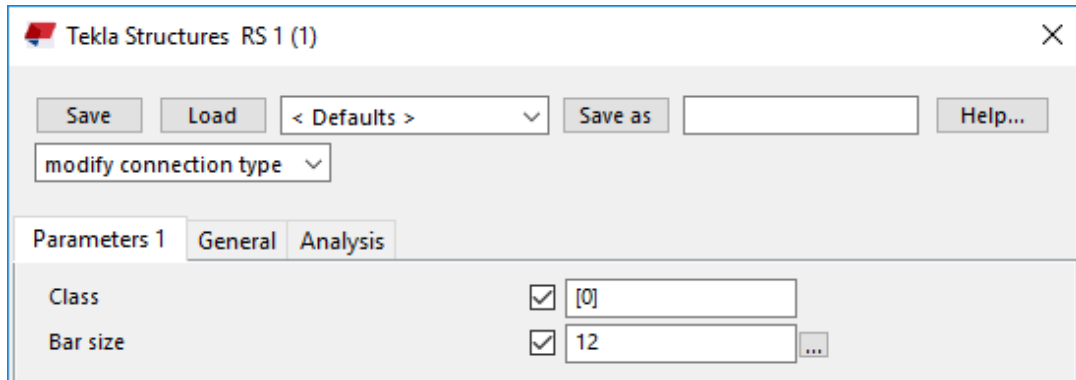 Tekla Structures RS 1 (1)
Save Load < Defaults > Save as Help...
modify connection type
Parameters 1 General Analysis
Class [0]
Bar size 12 ...